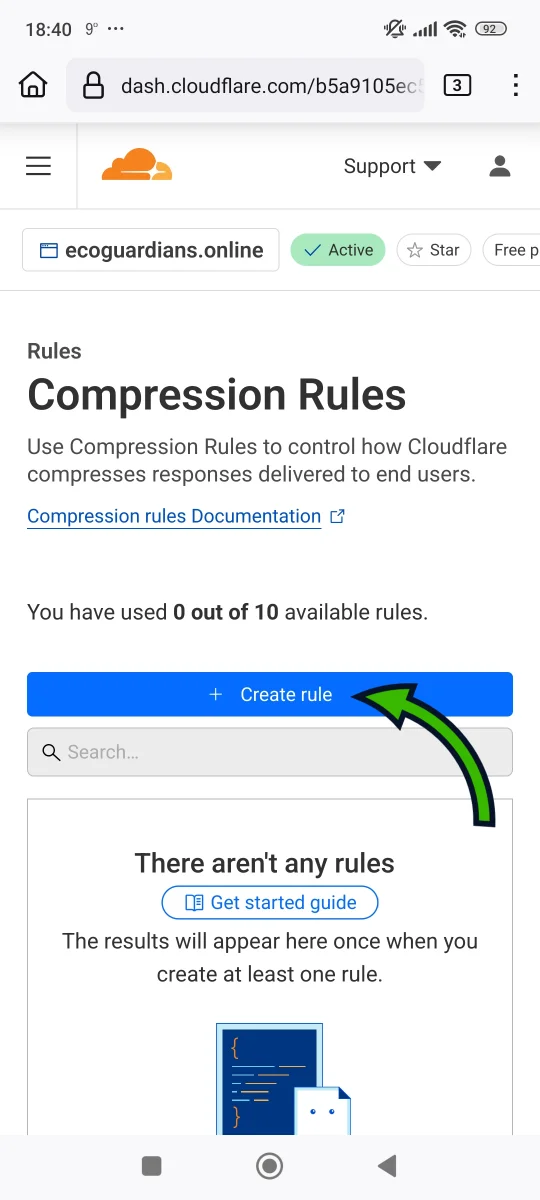 18:40 9° ···
92
dash.cloudflare.com/b5a9105ec5
3
Support
ecoguardians.online
Active
Star
Free p
Rules
Compression Rules
Use Compression Rules to control how Cloudflare
compresses responses delivered to end users.
Compression rules Documentation
You have used 0 out of 10 available rules.
+ Create rule
Search...
There aren't any rules
Get started guide
The results will appear here once when you
create at least one rule.